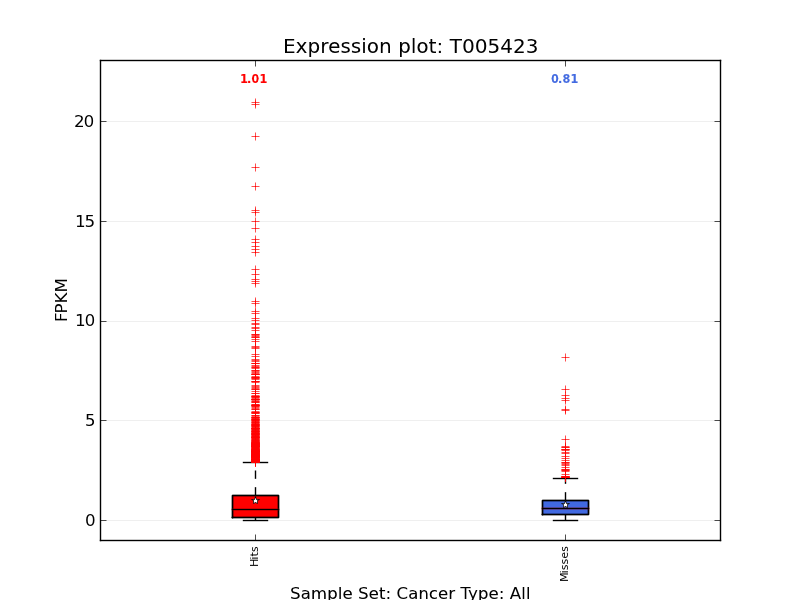 Expression plot: T005423
1.01
0.81
20
15
10
5
0
FPKM
Hits
Misses
Sample Set: Cancer Type: All